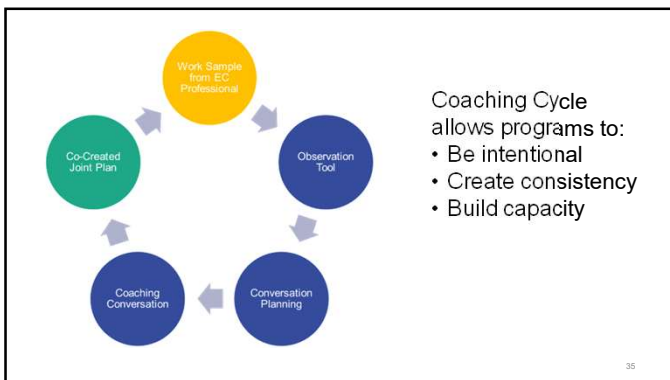 Work Sample
from EC
Professional
Observation
Tool
Conversation
Planning
Coaching
Conversation
Co-Created
Joint Plan
Coaching Cycle
allows programs to:
• Be intentional
• Create consistency
• Build capacity
35